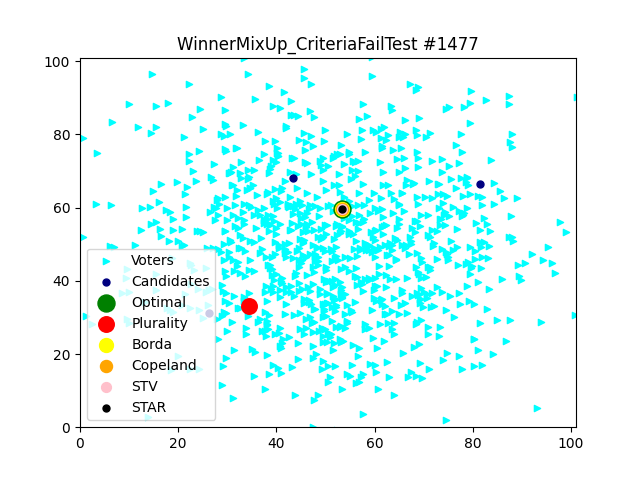 WinnerMixUp_CriteriaFailTest #1477
100
80
60
40
20
0
0 20 40 60 80 100
Voters
Candidates
Optimal
Plurality
Borda
Copeland
STV
STAR